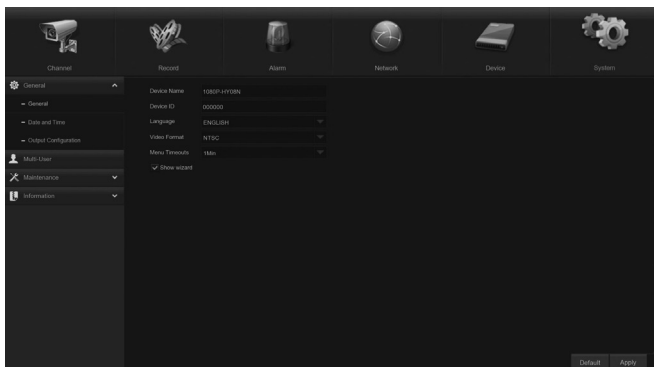 Channel
Record
Alarm
Network
Device
System
General
General
Date and Time
Output Configuration
Multi-User
Maintenance
Information
Device Name 1080P-HY08N
Device ID 000000
Language ENGLISH
Video Format NTSC
Menu Timeouts 1Min
Show wizard
Default Apply